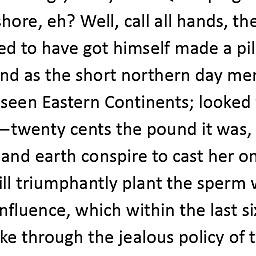 shore, eh? Well, call all hands, the
ed to have got himself made a pil
nd as the short northern day mer
seen Eastern Continents; looked
—twenty cents the pound it was,
and earth conspire to cast her on
ill triumphantly plant the sperm w
nfluence, which within the last six
ke through the jealous policy of t